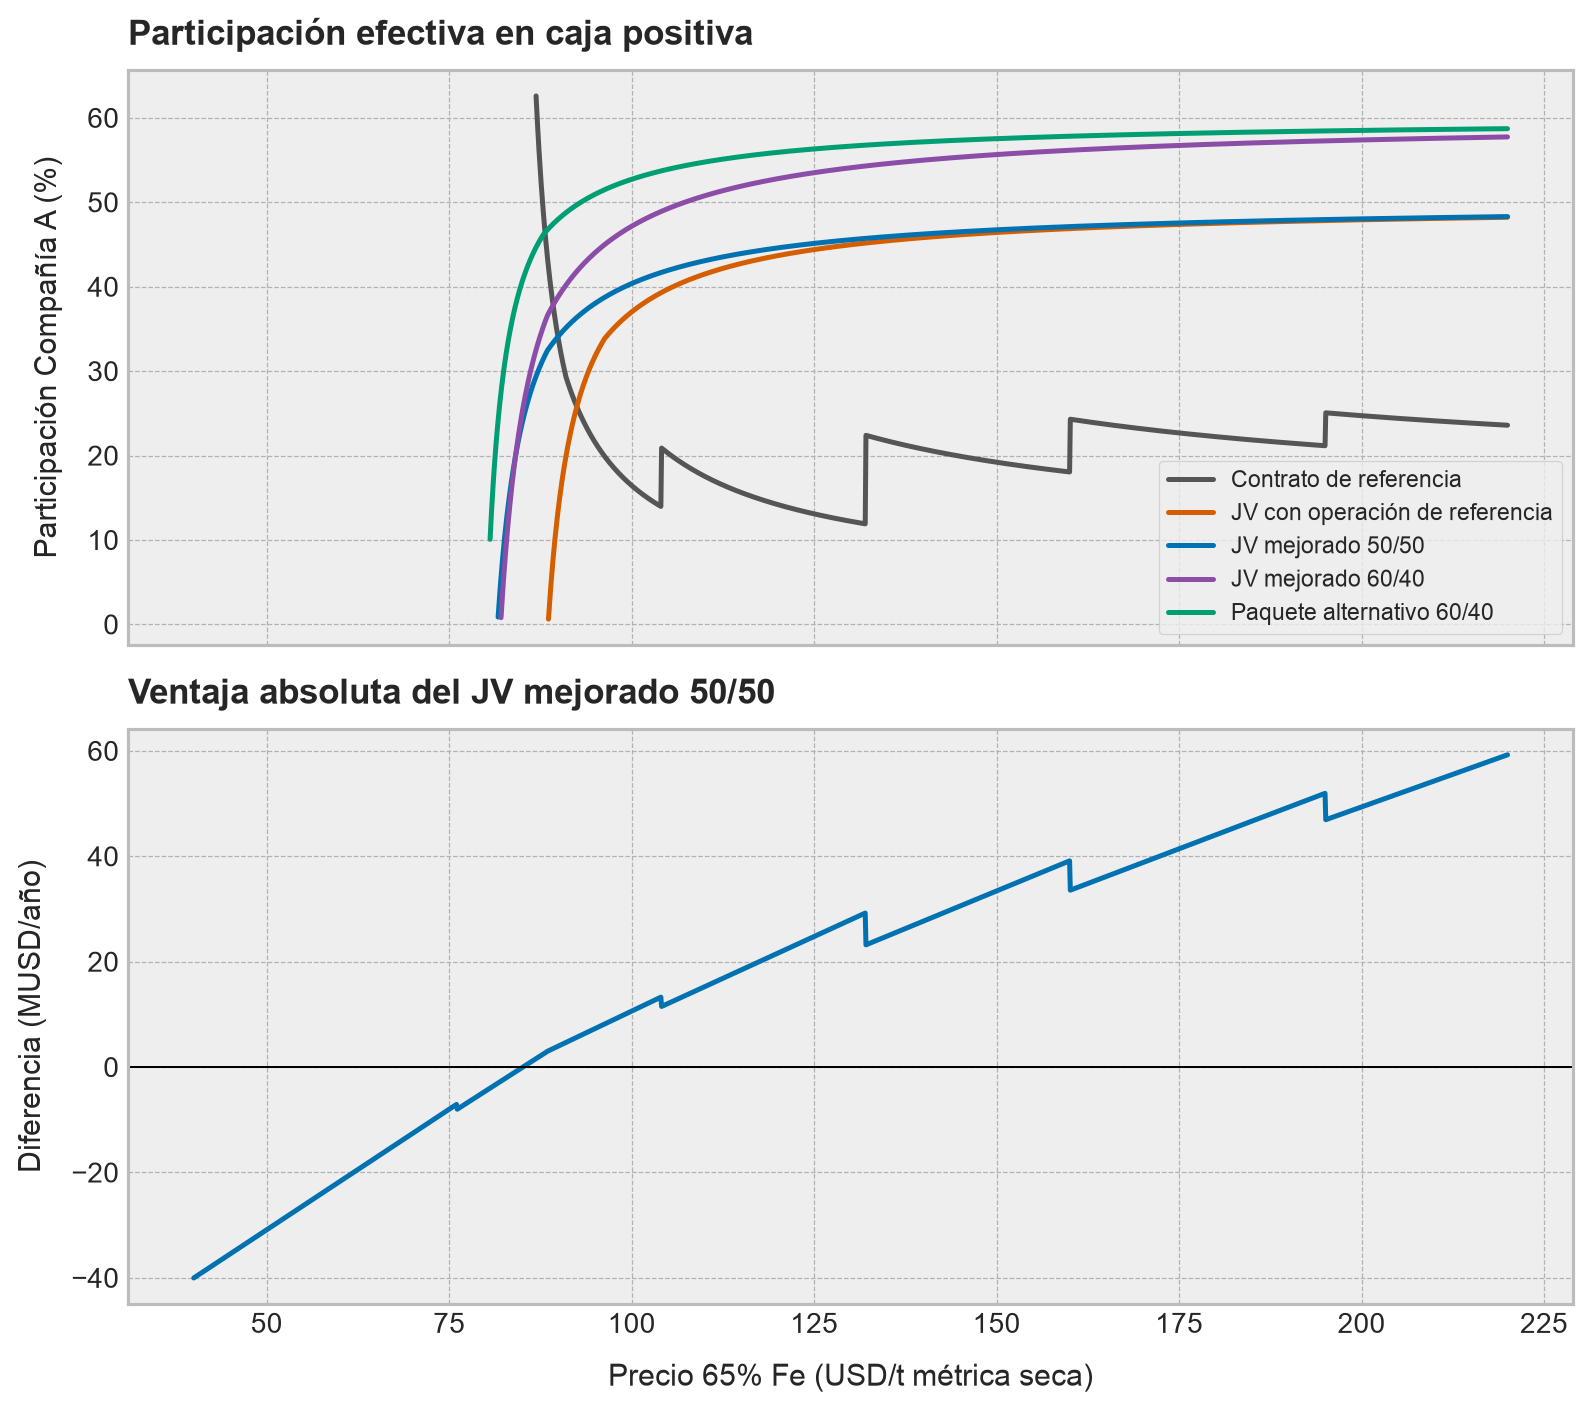 Participación efectiva en caja positiva
Participación Compañía A (%)
60
50
40
30
20
10
0
Contrato de referencia
JV con operación de referencia
JV mejorado 50/50
JV mejorado 60/40
Paquete alternativo 60/40
Ventaja absoluta del JV mejorado 50/50
Diferencia (MUSD/año)
60
40
20
0
−20
−40
50 75 100 125 150 175 200 225
Precio 65% Fe (USD/t métrica seca)